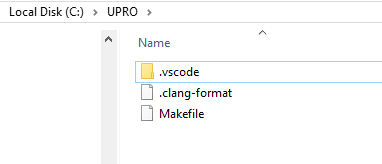 Local Disk (C:) > UPRO >
Name
.vscode
.clang-format
Makefile